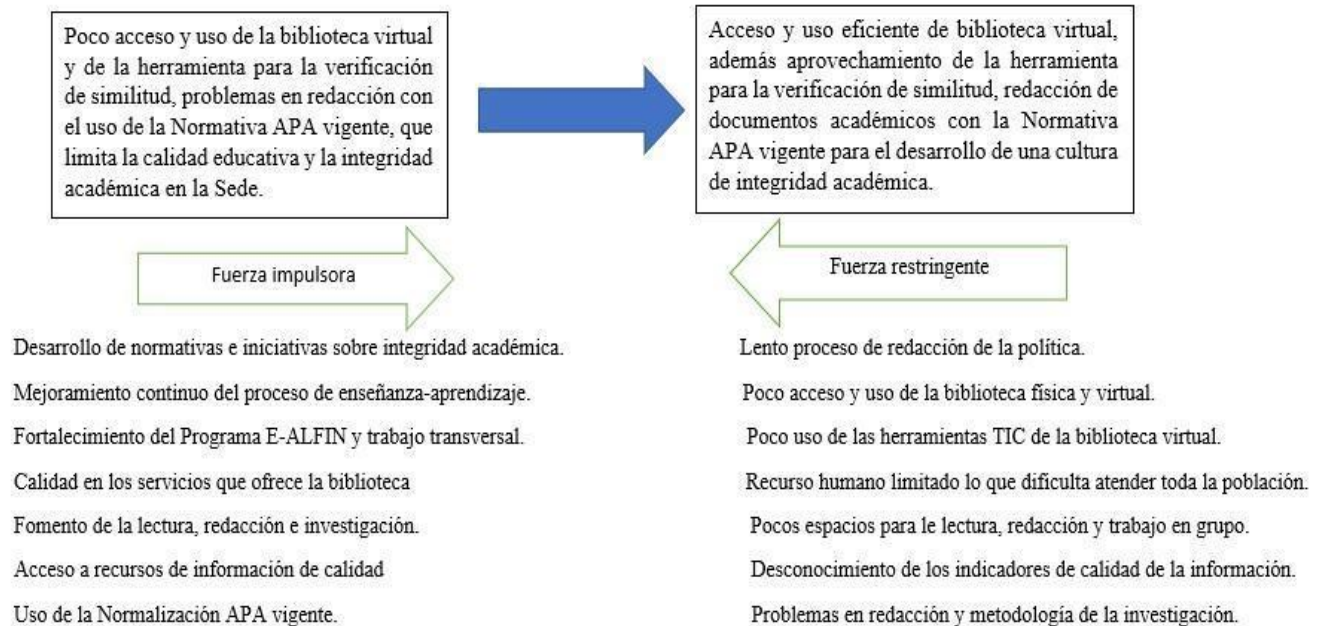 Poco acceso y uso de la biblioteca virtual
y de la herramienta para la verificación
de similitud, problemas en redacción con
el uso de la Normativa APA vigente, que
limita la calidad educativa y la integridad
académica en la Sede.
Acceso y uso eficiente de biblioteca virtual,
además aprovechamiento de la herramienta
para la verificación de similitud, redacción de
documentos académicos con la Normativa
APA vigente para el desarrollo de una cultura
de integridad académica.
Fuerza impulsora
Fuerza restringente
Desarrollo de normativas e iniciativas sobre integridad académica.
Mejoramiento continuo del proceso de enseñanza-aprendizaje.
Fortalecimiento del Programa E-ALFIN y trabajo transversal.
Calidad en los servicios que ofrece la biblioteca
Fomento de la lectura, redacción e investigación.
Acceso a recursos de información de calidad
Uso de la Normalización APA vigente.
Lento proceso de redacción de la política.
Poco acceso y uso de la biblioteca física y virtual.
Poco uso de las herramientas TIC de la biblioteca virtual.
Recurso humano limitado lo que dificulta atender toda la población.
Pocos espacios para le lectura, redacción y trabajo en grupo.
Desconocimiento de los indicadores de calidad de la información.
Problemas en redacción y metodología de la investigación.